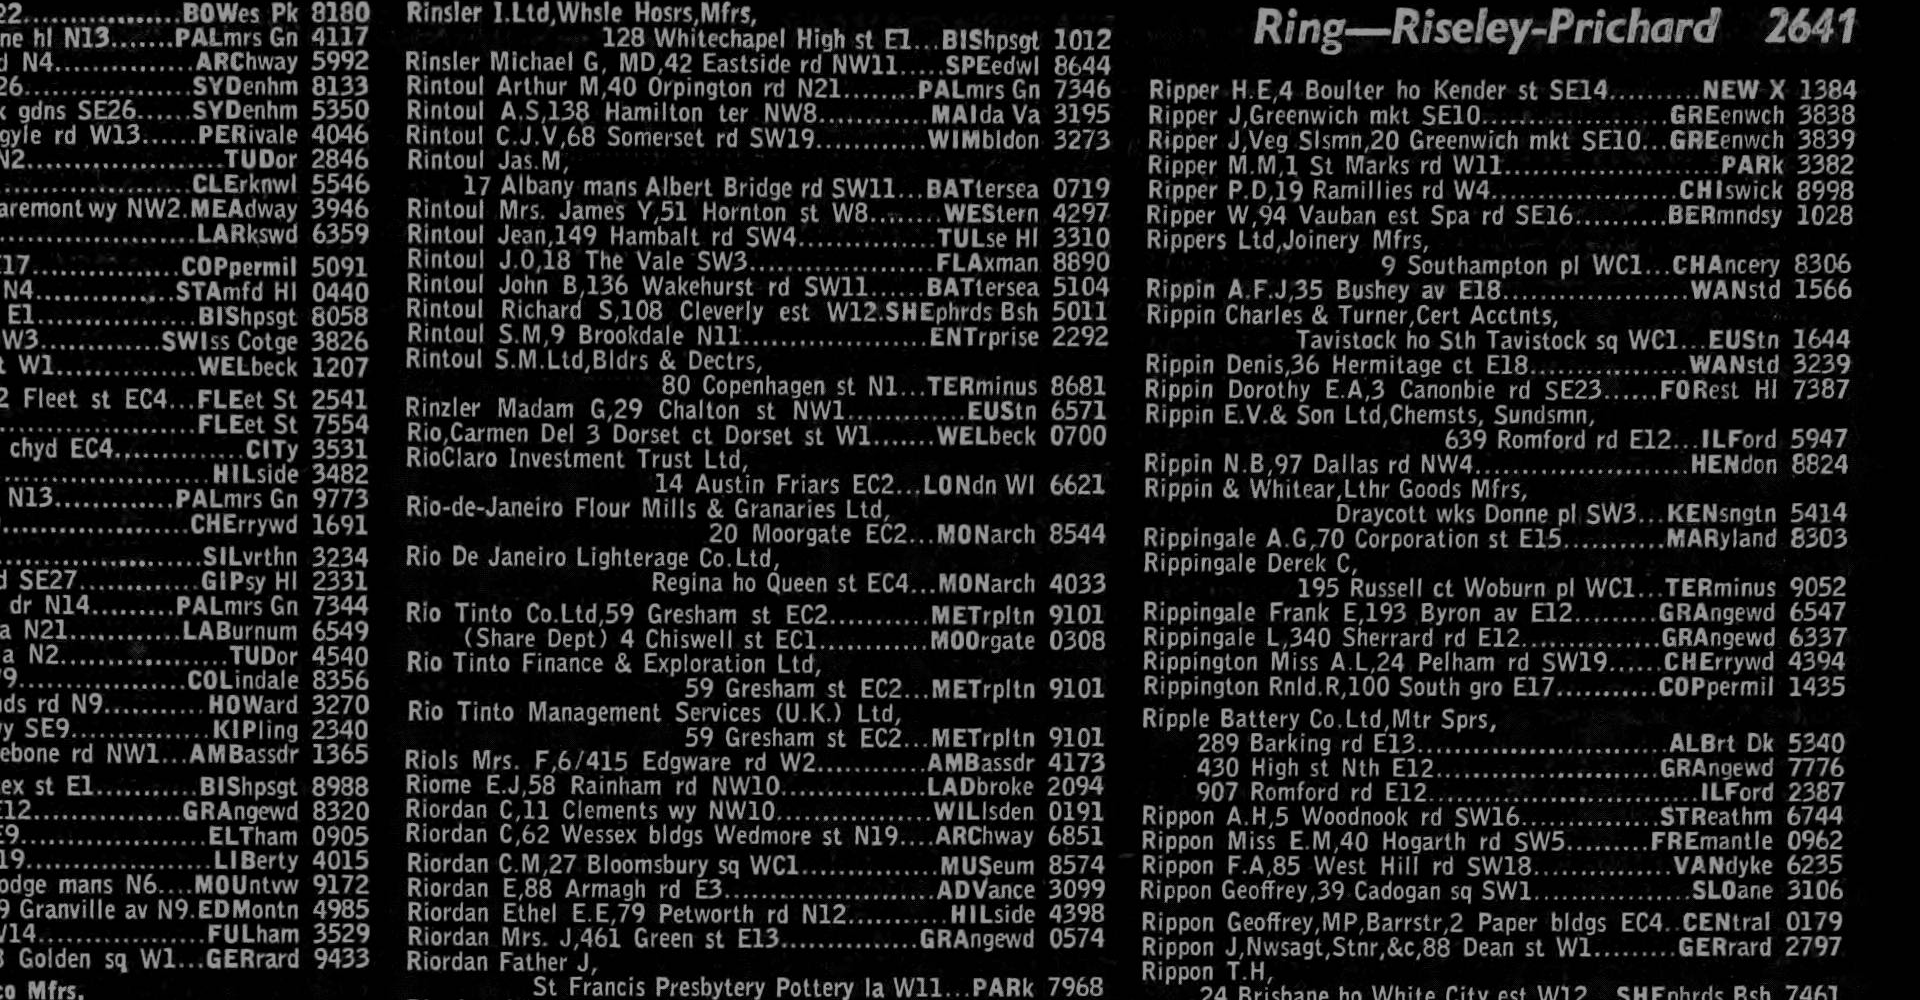 22................BOWes Pk 8180
ne hl N13.......PALmrs Gn 4117
d N4...............ARChway 5992
26..................SYDenhm 8133
k gdns SE26......SYDenhm 5350
gyle rd W13.....PERivale 4046
N2.....................TUDor 2846
.....................CLErknwl 5546
aremont wy NW2.MEAdway 3946
.....................LARkswd 6359
E17................COPpermil 5091
N4................STAmfd Hl 0440
E1....................BIShpsgt 8058
W3...............SWIss Cotge 3826
t W1................WELbeck 1207
2 Fleet st EC4...FLEet St 2541
.....................FLEet St 7554
chyd EC4.............CITy 3531
.....................HILside 3482
N13..........PALmrs Gn 9773
.....................CHErrywd 1691
.....................SILvrthn 3234
d SE27.............GIPsy Hl 2331
dr N14.........PALmrs Gn 7344
a N21............LABurnum 6549
a N2..................TUDor 4540
9..................COLindale 8356
ds rd N9...........HOWard 3270
y SE9.................KIPling 2340
ebone rd NW1...AMBassdr 1365
ex st E1...........BIShpsgt 8988
E12................GRAngewd 8320
E9....................ELTham 0905
19....................LIBerty 4015
odge mans N6....MOUntvw 9172
9 Granville av N9.EDMontn 4985
W14..................FULham 3529
3 Golden sq W1...GERrard 9433
co Mfrs,
Rinsler I.Ltd,Whsle Hosrs,Mfrs,
128 Whitechapel High st E1...BIShpsgt 1012
Rinsler Michael G, MD,42 Eastside rd NW11.....SPEedwl 8644
Rintoul Arthur M,40 Orpington rd N21.......PALmrs Gn 7346
Rintoul A.S,138 Hamilton ter NW8...........MAIda Va 3195
Rintoul C.J.V,68 Somerset rd SW19...........WIMbldon 3273
Rintoul Jas.M,
17 Albany mans Albert Bridge rd SW11...BATtersea 0719
Rintoul Mrs. James Y,51 Hornton st W8.......WEStern 4297
Rintoul Jean,149 Hambalt rd SW4..............TULse Hl 3310
Rintoul J.O,18 The Vale SW3...................FLAxman 8890
Rintoul John B,136 Wakehurst rd SW11......BATtersea 5104
Rintoul Richard S,108 Cleverly est W12.SHEphrds Bsh 5011
Rintoul S.M,9 Brookdale N11...................ENTrprise 2292
Rintoul S.M.Ltd,Bldrs & Dectrs,
80 Copenhagen st N1...TERminus 8681
Rinzler Madam G,29 Chalton st NW1............EUStn 6571
Rio,Carmen Del 3 Dorset ct Dorset st W1.......WELbeck 0700
RioClaro Investment Trust Ltd,
14 Austin Friars EC2...LONdn Wl 6621
Rio-de-Janeiro Flour Mills & Granaries Ltd,
20 Moorgate EC2...MONarch 8544
Rio De Janeiro Lighterage Co.Ltd,
Regina ho Queen st EC4...MONarch 4033
Rio Tinto Co.Ltd,59 Gresham st EC2...........METrpltn 9101
(Share Dept) 4 Chiswell st EC1............MOOrgate 0308
Rio Tinto Finance & Exploration Ltd,
59 Gresham st EC2...METrpltn 9101
Rio Tinto Management Services (U.K.) Ltd,
59 Gresham st EC2...METrpltn 9101
Riols Mrs. F,6/415 Edgware rd W2............AMBassdr 4173
Riome E.J,58 Rainham rd NW10................LADbroke 2094
Riordan C,11 Clements wy NW10................WILlsden 0191
Riordan C,62 Wessex bldgs Wedmore st N19....ARChway 6851
Riordan C.M,27 Bloomsbury sq WC1..............MUSeum 8574
Riordan E,88 Armagh rd E3.....................ADVance 3099
Riordan Ethel E.E,79 Petworth rd N12...........HILside 4398
Riordan Mrs. J,461 Green st E13..............GRAngewd 0574
Riordan Father J,
St Francis Presbytery Pottery la W11...PARk 7968
Ring—Riseley-Prichard 2641
Ripper H.E,4 Boulter ho Kender st SE14..........NEW X 1384
Ripper J,Greenwich mkt SE10....................GREenwch 3838
Ripper J,Veg Slsmn,20 Greenwich mkt SE10...GREenwch 3839
Ripper M.M,1 St Marks rd W11.......................PARk 3382
Ripper P.D,19 Ramillies rd W4....................CHIswick 8998
Ripper W,94 Vauban est Spa rd SE16..........BERmndsy 1028
Rippers Ltd,Joinery Mfrs,
9 Southampton pl WC1...CHAncery 8306
Rippin A.F.J,35 Bushey av E18....................WANstd 1566
Rippin Charles & Turner,Cert Acctnts,
Tavistock ho Sth Tavistock sq WC1...EUStn 1644
Rippin Denis,36 Hermitage ct E18.................WANstd 3239
Rippin Dorothy E.A,3 Canonbie rd SE23......FORest Hl 7387
Rippin E.V.& Son Ltd,Chemsts, Sundsmn,
639 Romford rd E12...ILFord 5947
Rippin N.B,97 Dallas rd NW4.......................HENdon 8824
Rippin & Whitear,Lthr Goods Mfrs,
Draycott wks Donne pl SW3...KENsngtn 5414
Rippingale A.G,70 Corporation st E15...........MARyland 8303
Rippingale Derek C,
195 Russell ct Woburn pl WC1...TERminus 9052
Rippingale Frank E,193 Byron av E12.........GRAngewd 6547
Rippingale L,340 Sherrard rd E12...............GRAngewd 6337
Rippington Miss A.L,24 Pelham rd SW19......CHErrywd 4394
Rippington Rnld.R,100 South gro E17..........COPpermil 1435
Ripple Battery Co.Ltd,Mtr Sprs,
289 Barking rd E13.........................ALBrt Dk 5340
430 High st Nth E12......................GRAngewd 7776
907 Romford rd E12...........................ILFord 2387
Rippon A.H,5 Woodnook rd SW16..............STReathm 6744
Rippon Miss E.M,40 Hogarth rd SW5.........FREmantle 0962
Rippon F.A,85 West Hill rd SW18................VANdyke 6235
Rippon Geoffrey,39 Cadogan sq SW1................SLOane 3106
Rippon Geoffrey,MP,Barrstr,2 Paper bldgs EC4..CENtral 0179
Rippon J,Nwsagt,Stnr,&c,88 Dean st W1.........GERrard 2797
Rippon T.H,
24 Brishane ho White City est W12...SHEphrds Bsh 7461